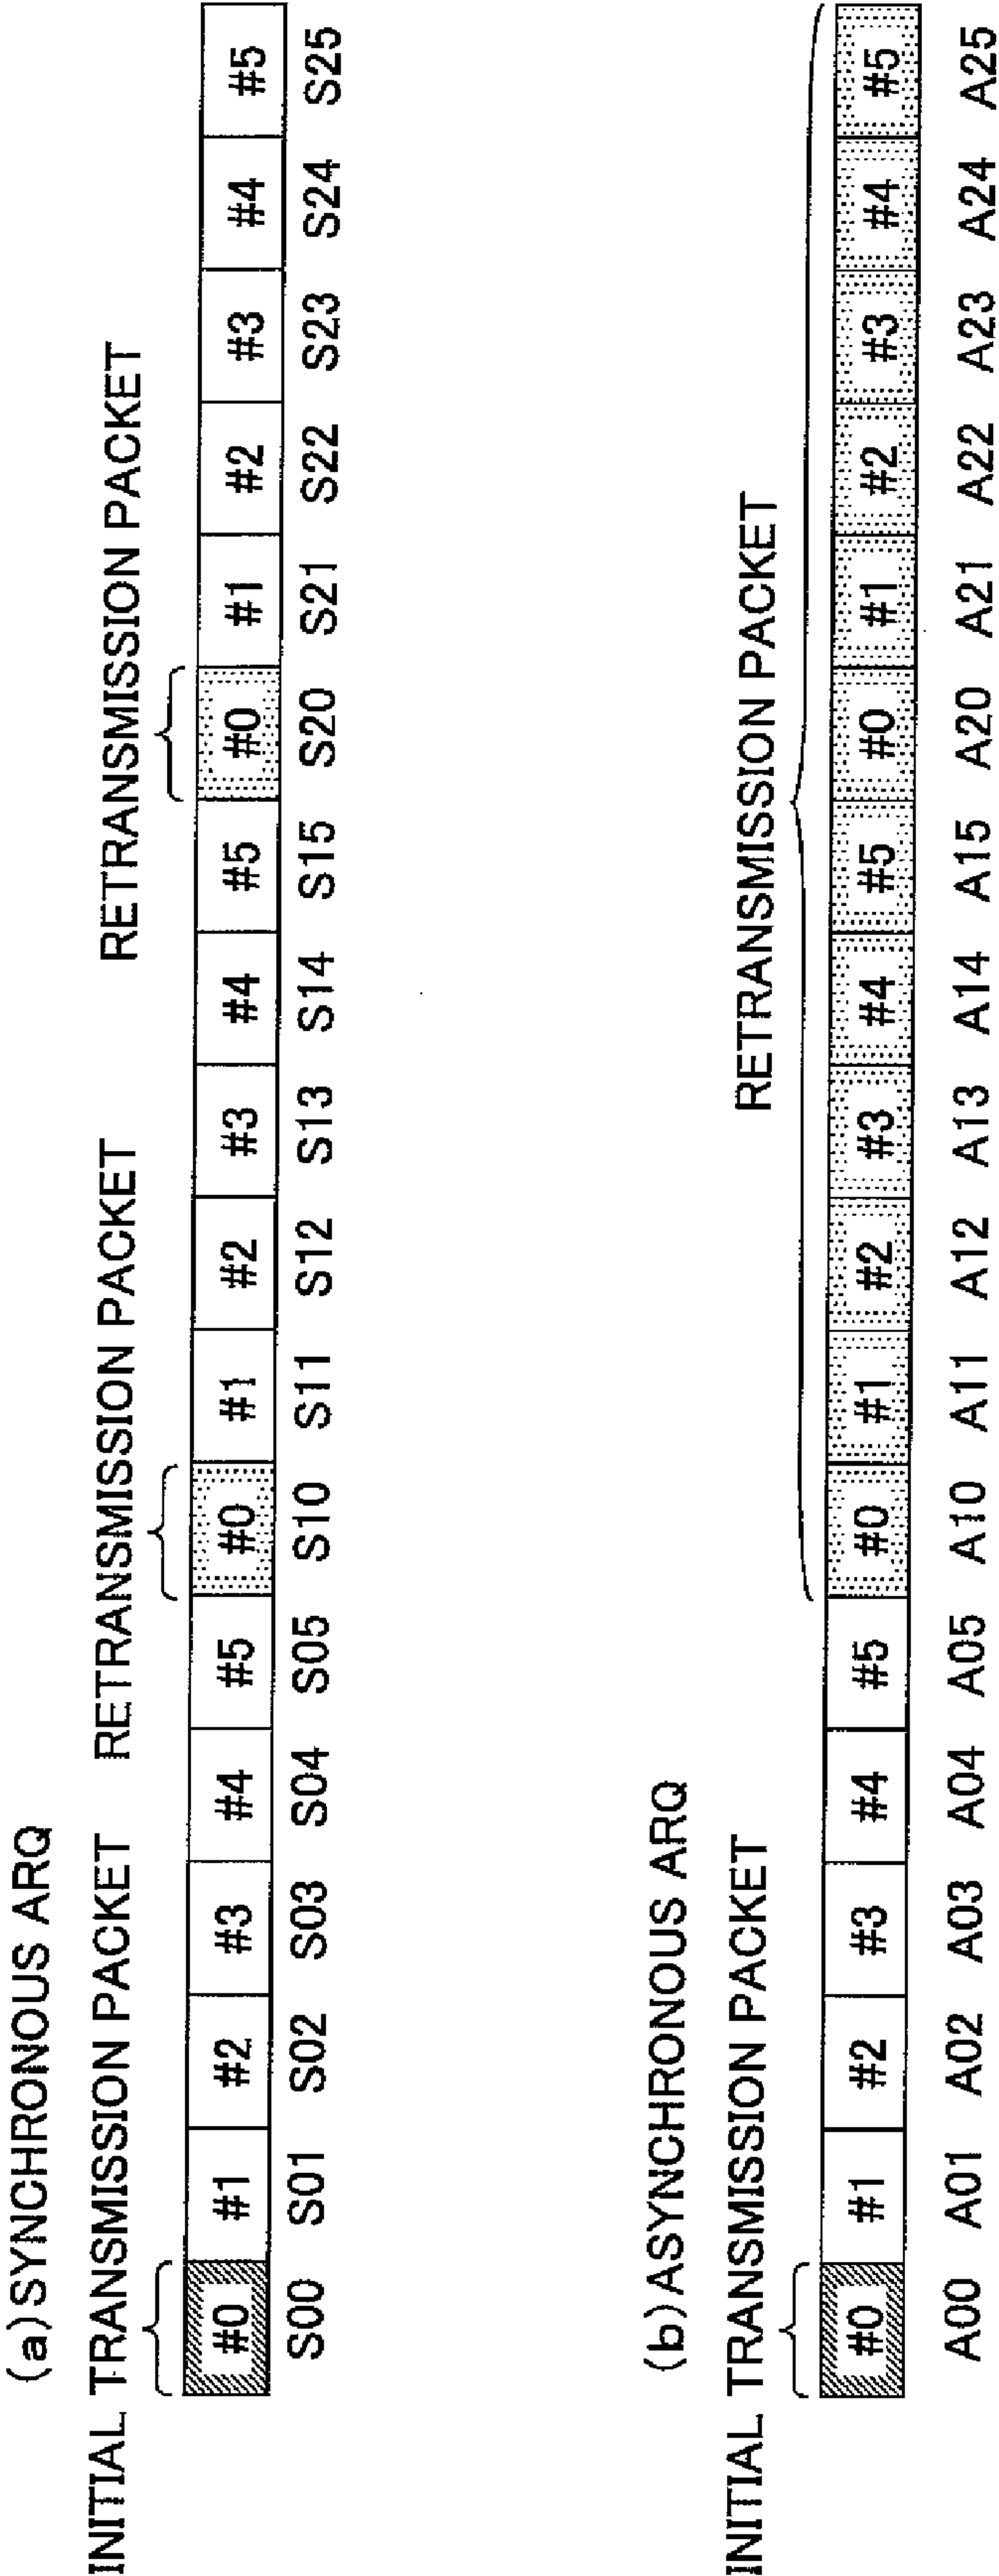 (a)SYNCHRONOUS ARQ
INITIAL TRANSMISSION PACKET RETRANSMISSION PACKET RETRANSMISSION PACKET
#0 #1 #2 #3 #4 #5 #0 #1 #2 #3 #4 #5 #0 #1 #2 #3 #4 #5
S00 S01 S02 S03 S04 S05 S10 S11 S12 S13 S14 S15 S20 S21 S22 S23 S24 S25
(b)ASYNCHRONOUS ARQ
INITIAL TRANSMISSION PACKET RETRANSMISSION PACKET
#0 #1 #2 #3 #4 #5 #0 #1 #2 #3 #4 #5 #0 #1 #2 #3 #4 #5
A00 A01 A02 A03 A04 A05 A10 A11 A12 A13 A14 A15 A20 A21 A22 A23 A24 A25